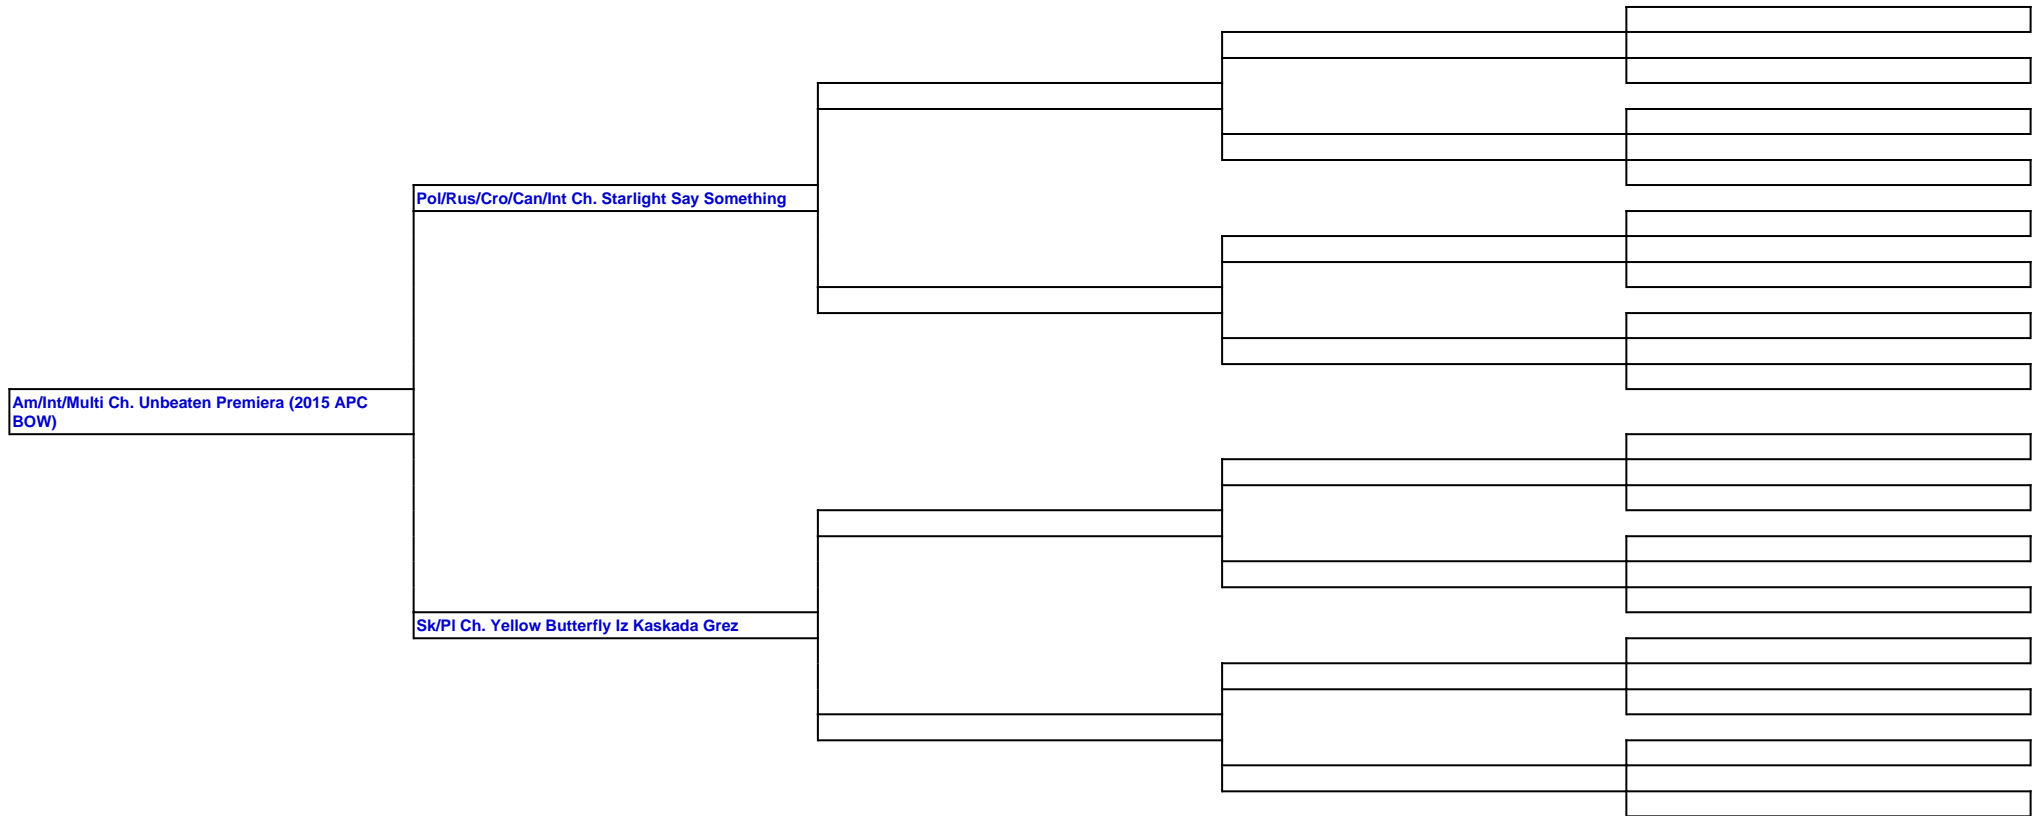 Pol/Rus/Cro/Can/Int Ch. Starlight Say Something
Am/Int/Multi Ch. Unbeaten Premiera (2015 APC
BOW)
Sk/Pl Ch. Yellow Butterfly Iz Kaskada Grez